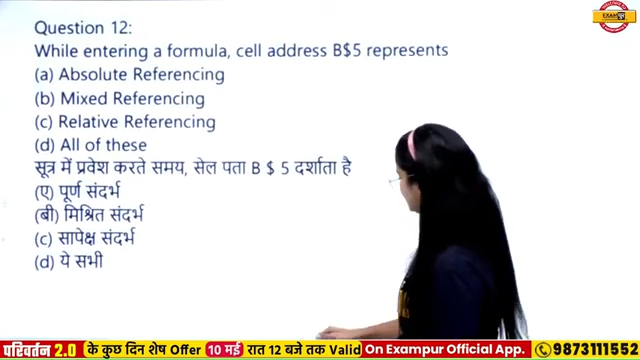 Question 12:
While entering a formula, cell address B$5 represents
(a) Absolute Referencing
(b) Mixed Referencing
(c) Relative Referencing
(d) All of these
सूत्र में प्रवेश करते समय, सेल पता B $ 5 दर्शाता है
(ए) पूर्ण संदर्भ
(बी) मिश्रित संदर्भ
(c) सापेक्ष संदर्भ
(d) ये सभी
EXAMPUR
परिवर्तन 2.0 के कुछ दिन शेष Offer 10 मई रात 12 बजे तक Valid On Exampur Official App. 9873111552